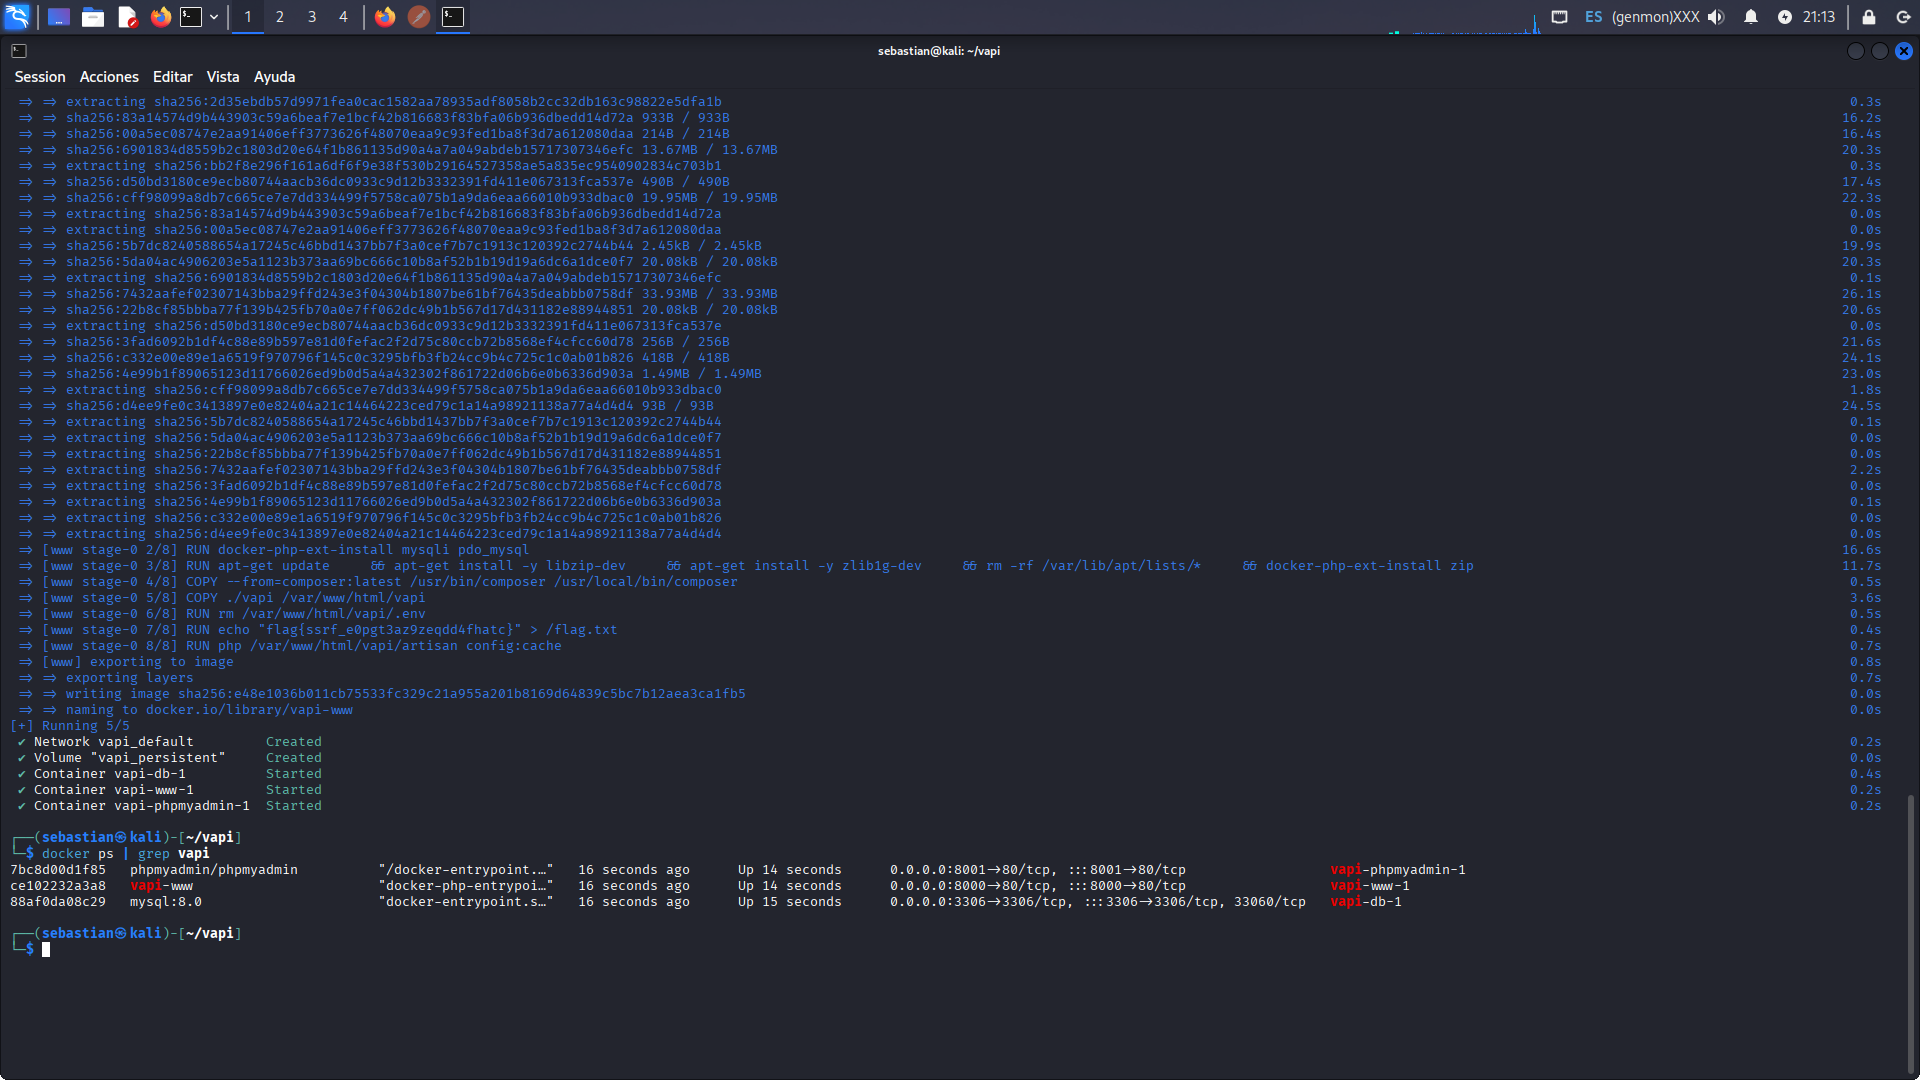 1 2 3 4 ES (genmon)XXX 21:13
sebastian@kali: ~/vapi
Session Acciones Editar Vista Ayuda
=> => extracting sha256:2d35ebdb57d9971fea0cac1582aa78935adf8058b2cc32db163c98822e5dfa1b 0.3s
=> => sha256:83a14574d9b443903c59a6beaf7e1bcf42b816683f83bfa06b936dbedd14d72a 933B / 933B 16.2s
=> => sha256:00a5ec08747e2aa91406eff3773626f48070eaa9c93fed1ba8f3d7a612080daa 214B / 214B 16.4s
=> => sha256:6901834d8559b2c1803d20e64f1b861135d90a4a7a049abdeb15717307346efc 13.67MB / 13.67MB 20.3s
=> => extracting sha256:bb2f8e296f161a6df6f9e38f530b29164527358ae5a835ec9540902834c703b1 0.3s
=> => sha256:d50bd3180ce9ecb80744aacb36dc0933c9d12b3332391fd411e067313fca537e 490B / 490B 17.4s
=> => sha256:cff98099a8db7c665ce7e7dd334499f5758ca075b1a9da6eaa66010b933dbac0 19.95MB / 19.95MB 22.3s
=> => extracting sha256:83a14574d9b443903c59a6beaf7e1bcf42b816683f83bfa06b936dbedd14d72a 0.0s
=> => extracting sha256:00a5ec08747e2aa91406eff3773626f48070eaa9c93fed1ba8f3d7a612080daa 0.0s
=> => sha256:5b7dc8240588654a17245c46bbd1437bb7f3a0cef7b7c1913c120392c2744b44 2.45kB / 2.45kB 19.9s
=> => sha256:5da04ac4906203e5a1123b373aa69bc666c10b8af52b1b19d19a6dc6a1dce0f7 20.08kB / 20.08kB 20.3s
=> => extracting sha256:6901834d8559b2c1803d20e64f1b861135d90a4a7a049abdeb15717307346efc 0.1s
=> => sha256:7432aafef02307143bba29ffd243e3f04304b1807be61bf76435deabbb0758df 33.93MB / 33.93MB 26.1s
=> => sha256:22b8cf85bbba77f139b425fb70a0e7ff062dc49b1b567d17d431182e88944851 20.08kB / 20.08kB 20.6s
=> => extracting sha256:d50bd3180ce9ecb80744aacb36dc0933c9d12b3332391fd411e067313fca537e 0.0s
=> => sha256:3fad6092b1df4c88e89b597e81d0fefac2f2d75c80ccb72b8568ef4cfcc60d78 256B / 256B 21.6s
=> => sha256:c332e00e89e1a6519f970796f145c0c3295bfb3fb24cc9b4c725c1c0ab01b826 418B / 418B 24.1s
=> => sha256:4e99b1f89065123d11766026ed9b0d5a4a432302f861722d06b6e0b6336d903a 1.49MB / 1.49MB 23.0s
=> => extracting sha256:cff98099a8db7c665ce7e7dd334499f5758ca075b1a9da6eaa66010b933dbac0 1.8s
=> => sha256:d4ee9fe0c3413897e0e82404a21c14464223ced79c1a14a98921138a77a4d4d4 93B / 93B 24.5s
=> => extracting sha256:5b7dc8240588654a17245c46bbd1437bb7f3a0cef7b7c1913c120392c2744b44 0.1s
=> => extracting sha256:5da04ac4906203e5a1123b373aa69bc666c10b8af52b1b19d19a6dc6a1dce0f7 0.0s
=> => extracting sha256:22b8cf85bbba77f139b425fb70a0e7ff062dc49b1b567d17d431182e88944851 0.0s
=> => extracting sha256:7432aafef02307143bba29ffd243e3f04304b1807be61bf76435deabbb0758df 2.2s
=> => extracting sha256:3fad6092b1df4c88e89b597e81d0fefac2f2d75c80ccb72b8568ef4cfcc60d78 0.0s
=> => extracting sha256:4e99b1f89065123d11766026ed9b0d5a4a432302f861722d06b6e0b6336d903a 0.1s
=> => extracting sha256:c332e00e89e1a6519f970796f145c0c3295bfb3fb24cc9b4c725c1c0ab01b826 0.0s
=> => extracting sha256:d4ee9fe0c3413897e0e82404a21c14464223ced79c1a14a98921138a77a4d4d4 0.0s
=> [www stage-0 2/8] RUN docker-php-ext-install mysqli pdo_mysql 16.6s
=> [www stage-0 3/8] RUN apt-get update && apt-get install -y libzip-dev && apt-get install -y zlib1g-dev && rm -rf /var/lib/apt/lists/* && docker-php-ext-install zip 11.7s
=> [www stage-0 4/8] COPY --from=composer:latest /usr/bin/composer /usr/local/bin/composer 0.5s
=> [www stage-0 5/8] COPY ./vapi /var/www/html/vapi 3.6s
=> [www stage-0 6/8] RUN rm /var/www/html/vapi/.env 0.5s
=> [www stage-0 7/8] RUN echo "flag{ssrf_e0pgt3az9zeqdd4fhatc}" > /flag.txt 0.4s
=> [www stage-0 8/8] RUN php /var/www/html/vapi/artisan config:cache 0.7s
=> [www] exporting to image 0.8s
=> => exporting layers 0.7s
=> => writing image sha256:e48e1036b011cb75533fc329c21a955a201b8169d64839c5bc7b12aea3ca1fb5 0.0s
=> => naming to docker.io/library/vapi-www 0.0s
[+] Running 5/5
✔ Network vapi_default Created 0.2s
✔ Volume "vapi_persistent" Created 0.0s
✔ Container vapi-db-1 Started 0.4s
✔ Container vapi-www-1 Started 0.2s
✔ Container vapi-phpmyadmin-1 Started 0.2s
┌──(sebastian㉿kali)-[~/vapi]
└─$ docker ps | grep vapi
7bc8d00d1f85 phpmyadmin/phpmyadmin "/docker-entrypoint.…" 16 seconds ago Up 14 seconds 0.0.0.0:8001->80/tcp, :::8001->80/tcp vapi-phpmyadmin-1
ce102232a3a8 vapi-www "docker-php-entrypoi…" 16 seconds ago Up 14 seconds 0.0.0.0:8000->80/tcp, :::8000->80/tcp vapi-www-1
88af0da08c29 mysql:8.0 "docker-entrypoint.s…" 16 seconds ago Up 15 seconds 0.0.0.0:3306->3306/tcp, :::3306->3306/tcp, 33060/tcp vapi-db-1
┌──(sebastian㉿kali)-[~/vapi]
└─$